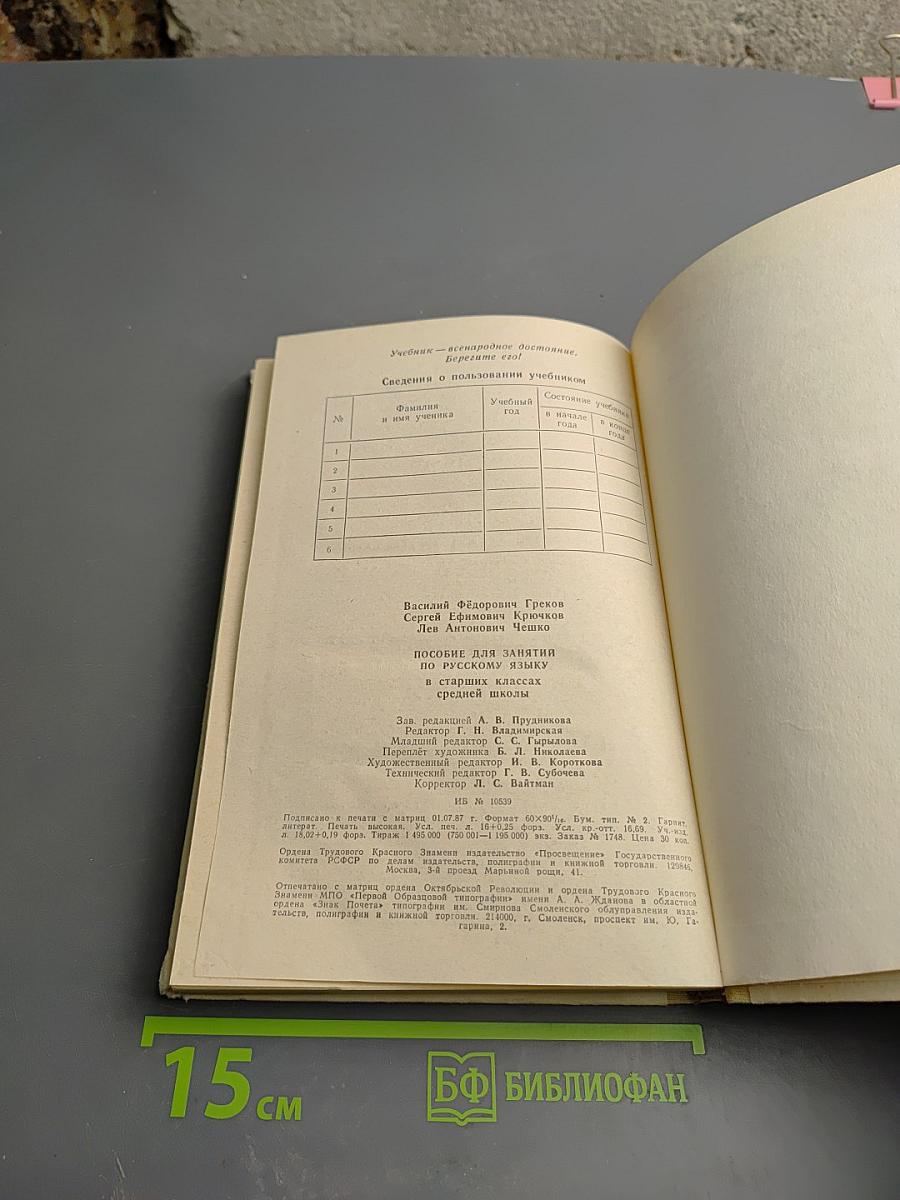 Учебник — всенародное достояние.
Берегите его!
Сведения о пользовании учебником
№
Фамилия
и имя ученика
Учебный
год
Состояние учебника
в начале
года
в конце
года
1
2
3
4
5
6
Василий Фёдорович Греков
Сергей Ефимович Крючков
Лев Антонович Чешко
ПОСОБИЕ ДЛЯ ЗАНЯТИЙ
ПО РУССКОМУ ЯЗЫКУ
в старших классах
средней школы
Зав. редакцией А. В. Прудникова
Редактор Г. Н. Владимирская
Младший редактор С. С. Гырылова
Переплёт художника Б. Л. Николаева
Художественный редактор И. В. Короткова
Технический редактор Г. В. Субочева
Корректор Л. С. Вайтман
ИБ № 10539
Подписано к печати с матриц 01.07.87 г. Формат 60×90¹/₁₆. Бум. тип. № 2. Гарнит.
литерат. Печать высокая. Усл. печ. л. 16+0,25 форз. Усл. кр.-отт. 16,69. Уч.-изд.
л. 18,02+0,19 форз. Тираж 1 495 000 (750 001—1 195 000) экз. Заказ № 1748. Цена 30 коп.
Ордена Трудового Красного Знамени издательство «Просвещение» Государственного
комитета РСФСР по делам издательств, полиграфии и книжной торговли. 129846,
Москва, 3-й проезд Марьиной рощи, 41.
Отпечатано с матриц ордена Октябрьской Революции и ордена Трудового Красного
Знамени МПО «Первой Образцовой типографии» имени А. А. Жданова в областной
ордена «Знак Почета» типографии им. Смирнова Смоленского облуправления изда-
тельств, полиграфии и книжной торговли. 214000, г. Смоленск, проспект им. Ю. Га-
гарина, 2.
15 см
БФ БИБЛИОФАН